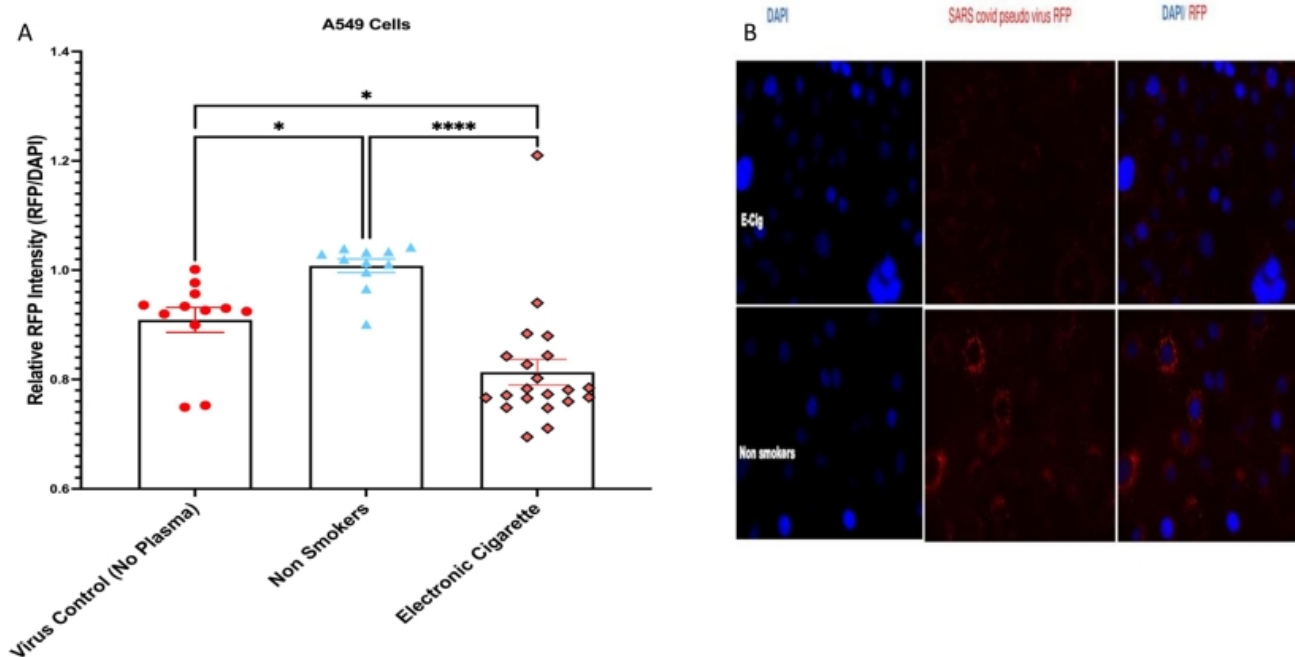 A
A549 Cells
1.4
1.2
1.0
0.8
0.6
Relative RFP Intensity (RFP/DAPI)
*
*
****
Virus Control (No Plasma)
Non Smokers
Electronic Cigarette
B
DAPI
SARS covid pseudo virus RFP
DAPI/ RFP
E-Cig
Non smokers